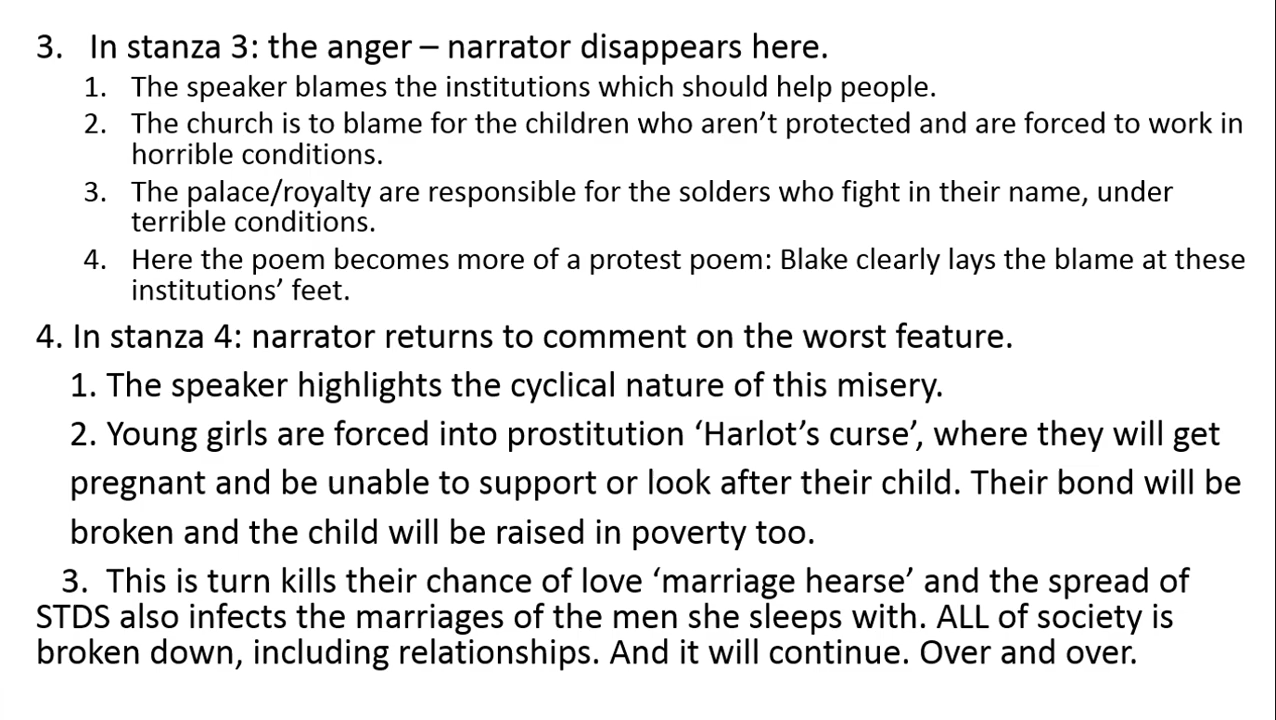 3. In stanza 3: the anger – narrator disappears here.
1. The speaker blames the institutions which should help people.
2. The church is to blame for the children who aren’t protected and are forced to work in
horrible conditions.
3. The palace/royalty are responsible for the solders who fight in their name, under
terrible conditions.
4. Here the poem becomes more of a protest poem: Blake clearly lays the blame at these
institutions’ feet.
4. In stanza 4: narrator returns to comment on the worst feature.
1. The speaker highlights the cyclical nature of this misery.
2. Young girls are forced into prostitution ‘Harlot’s curse’, where they will get
pregnant and be unable to support or look after their child. Their bond will be
broken and the child will be raised in poverty too.
3. This is turn kills their chance of love ‘marriage hearse’ and the spread of
STDS also infects the marriages of the men she sleeps with. ALL of society is
broken down, including relationships. And it will continue. Over and over.